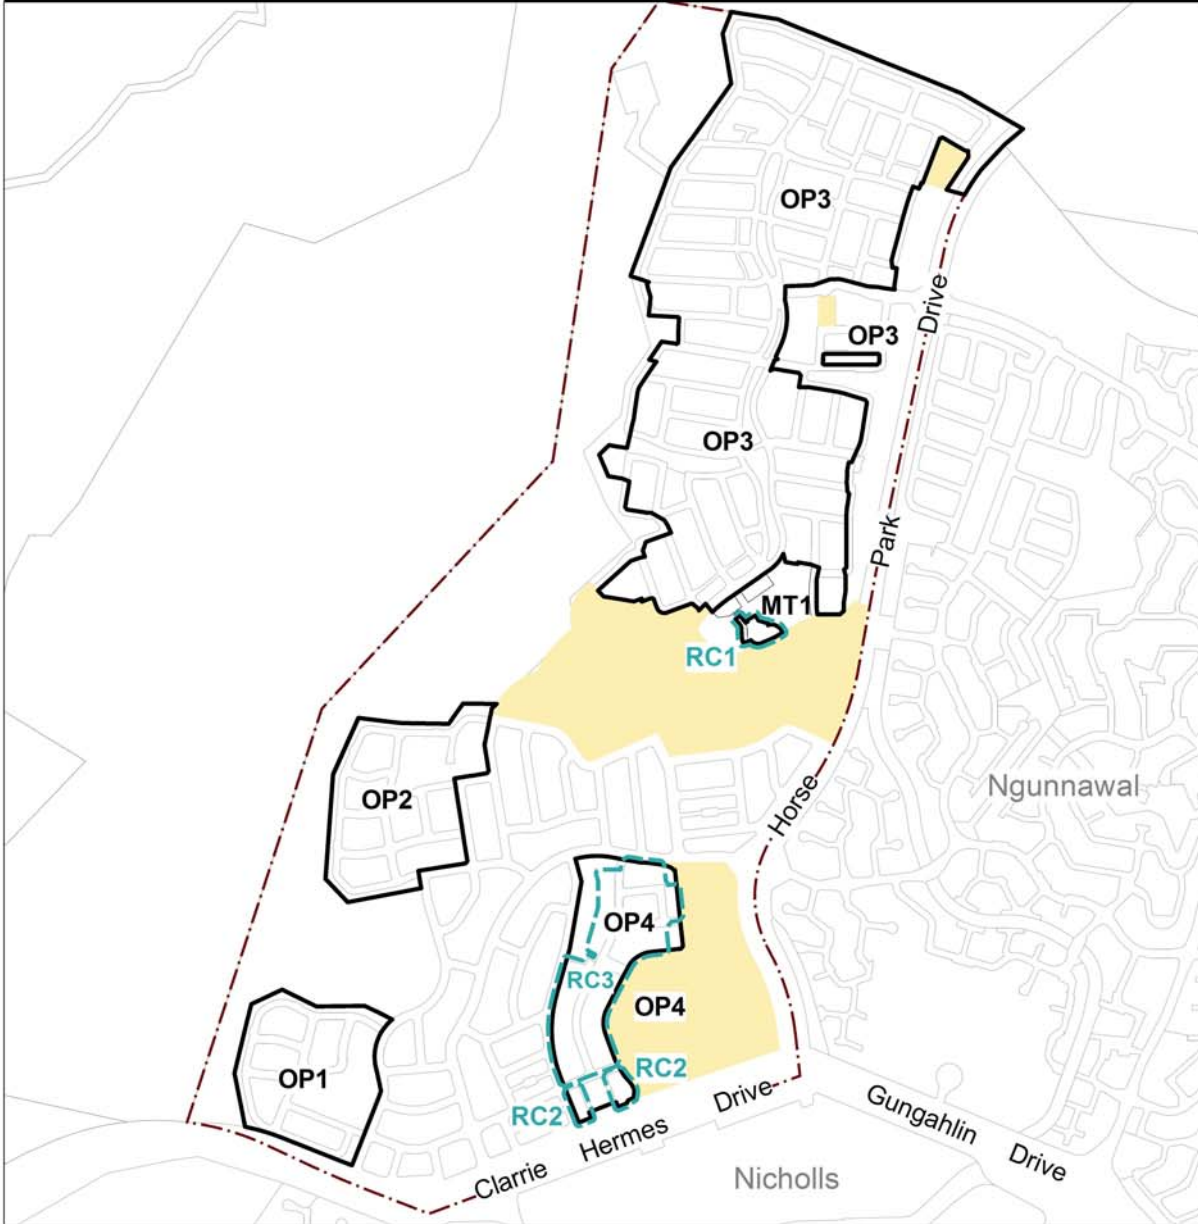 OP3
Drive
OP3
OP3
Park
MT1
RC1
Horse
Ngunnawal
OP2
OP4
RC3
OP4
OP1
RC2
RC2
Clarrie Hermes Drive
Gungahlin Drive
Nicholls